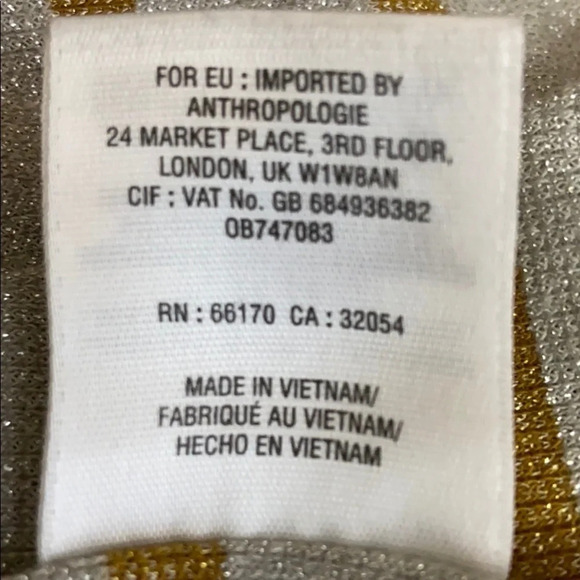 FOR EU : IMPORTED BY
ANTHROPOLOGIE
24 MARKET PLACE, 3RD FLOOR,
LONDON, UK W1W8AN
CIF : VAT No. GB 684936382
OB747083
RN : 66170 CA : 32054
MADE IN VIETNAM/
FABRIQUÉ AU VIETNAM/
HECHO EN VIETNAM